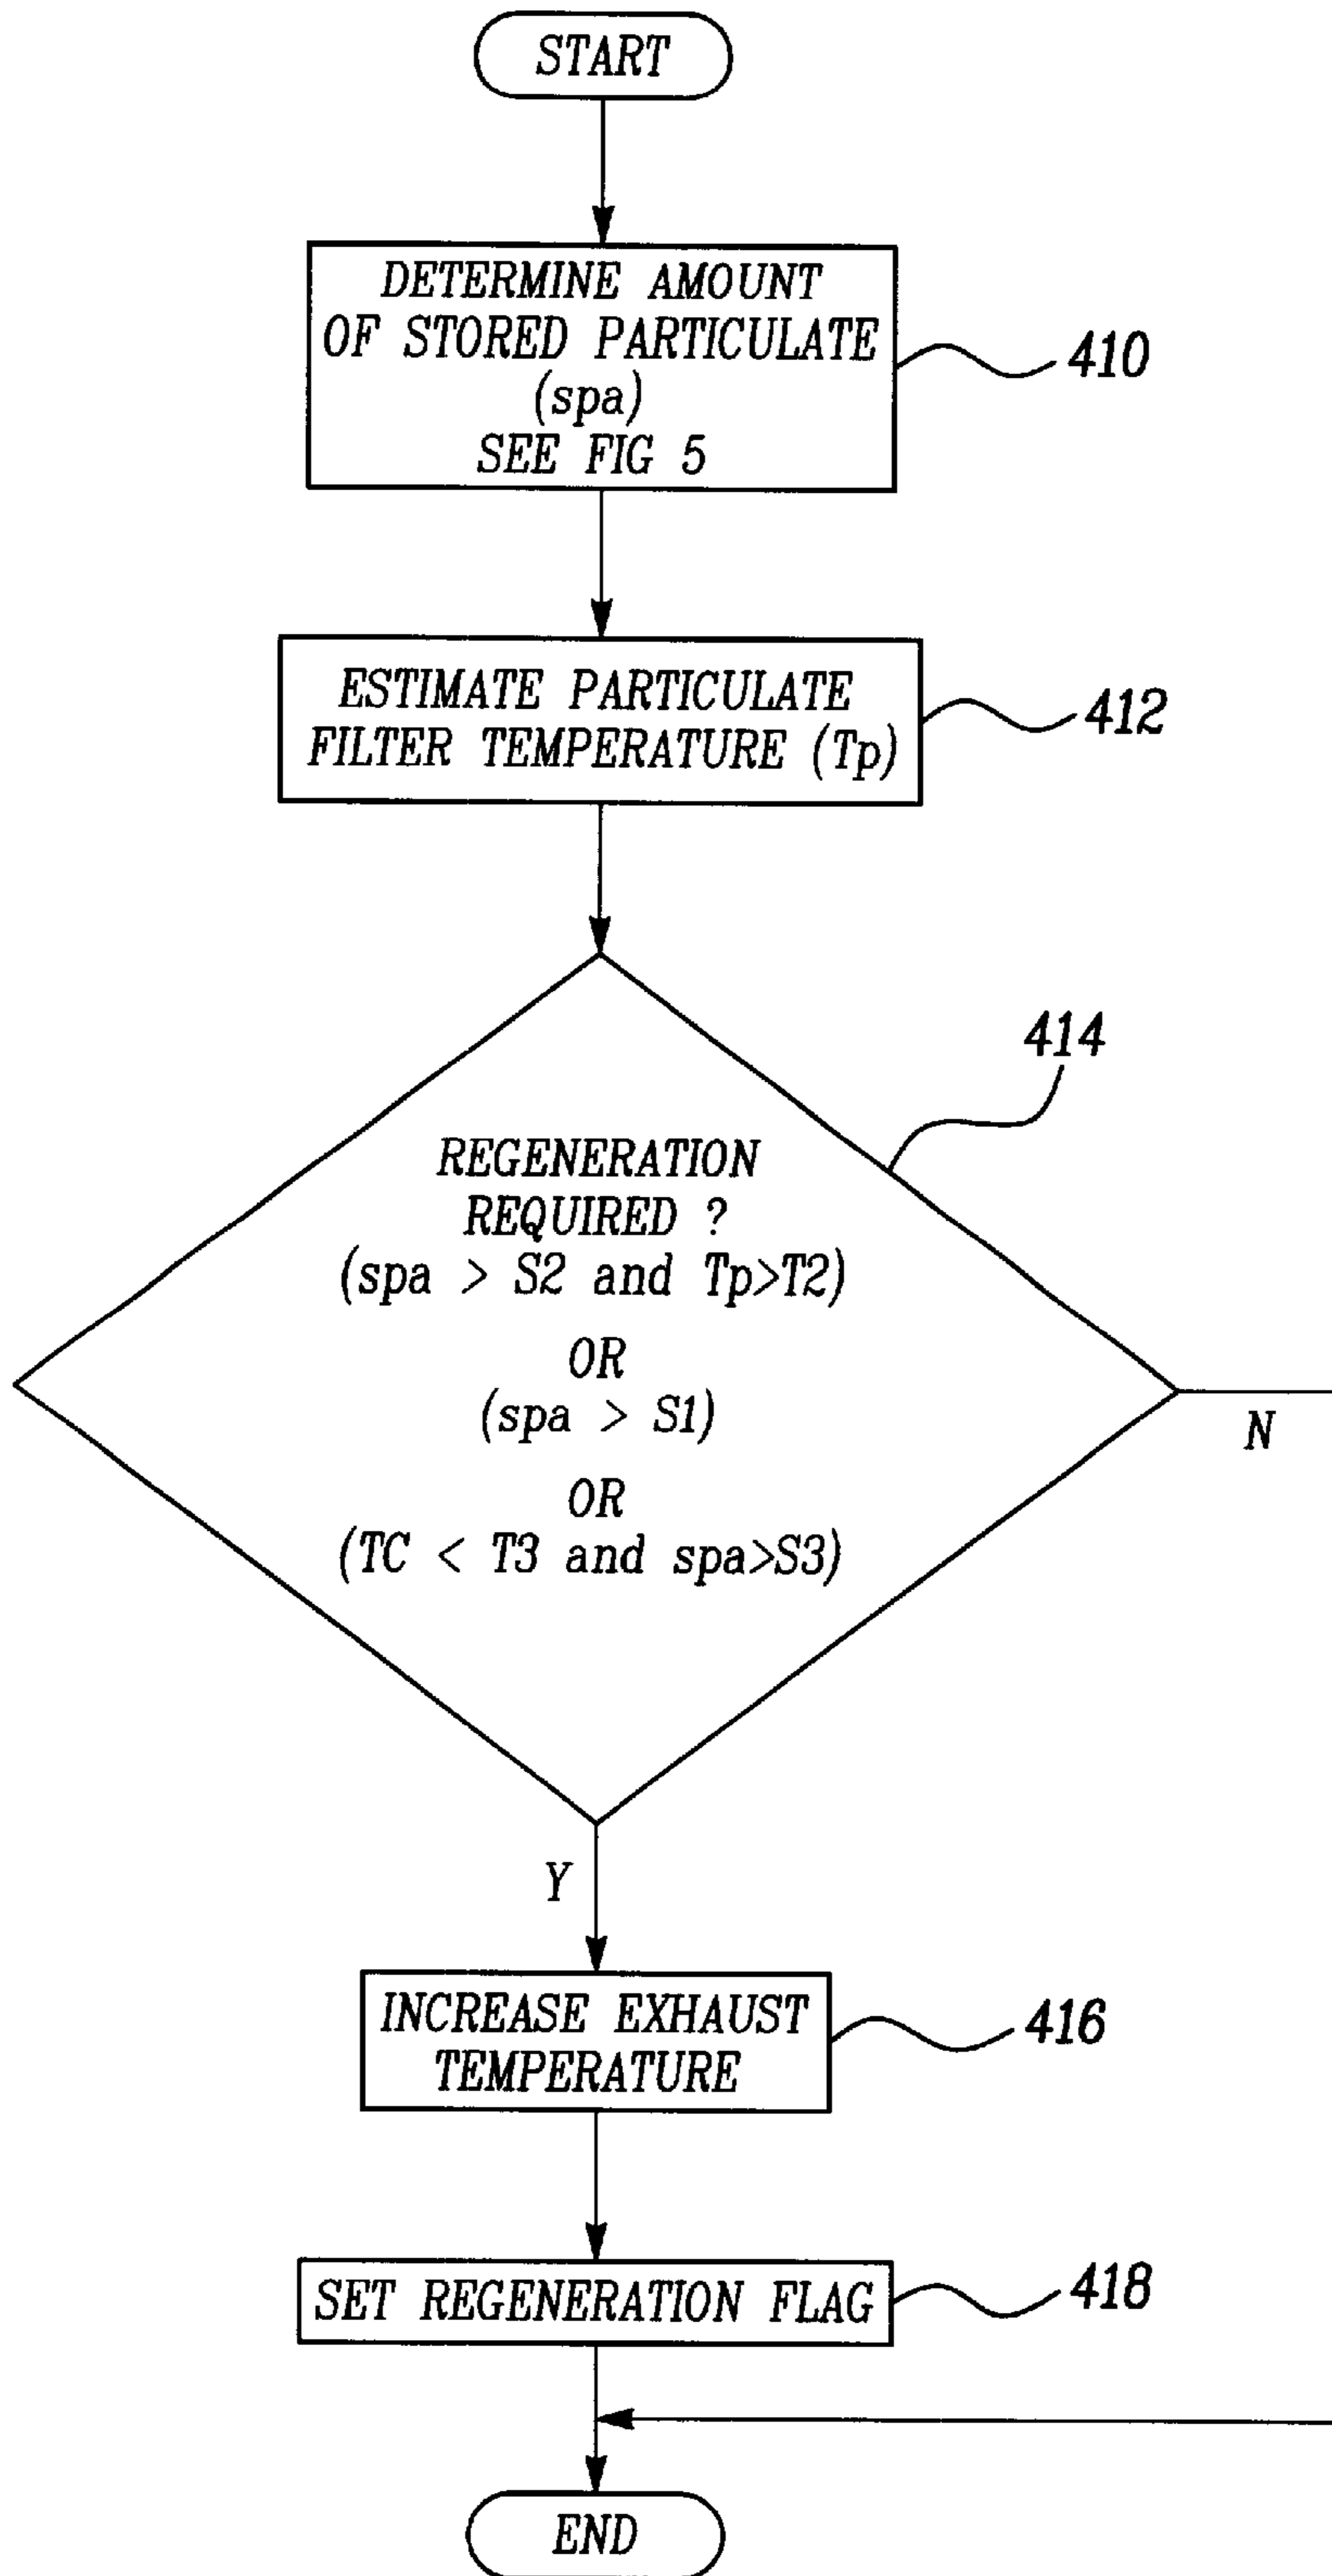 START
DETERMINE AMOUNT
OF STORED PARTICULATE
(spa)
SEE FIG 5
410
ESTIMATE PARTICULATE
FILTER TEMPERATURE (Tp)
412
414
REGENERATION
REQUIRED ?
(spa > S2 and Tp>T2)
OR
(spa > S1)
OR
(TC < T3 and spa>S3)
N
Y
INCREASE EXHAUST
TEMPERATURE
416
SET REGENERATION FLAG
418
END